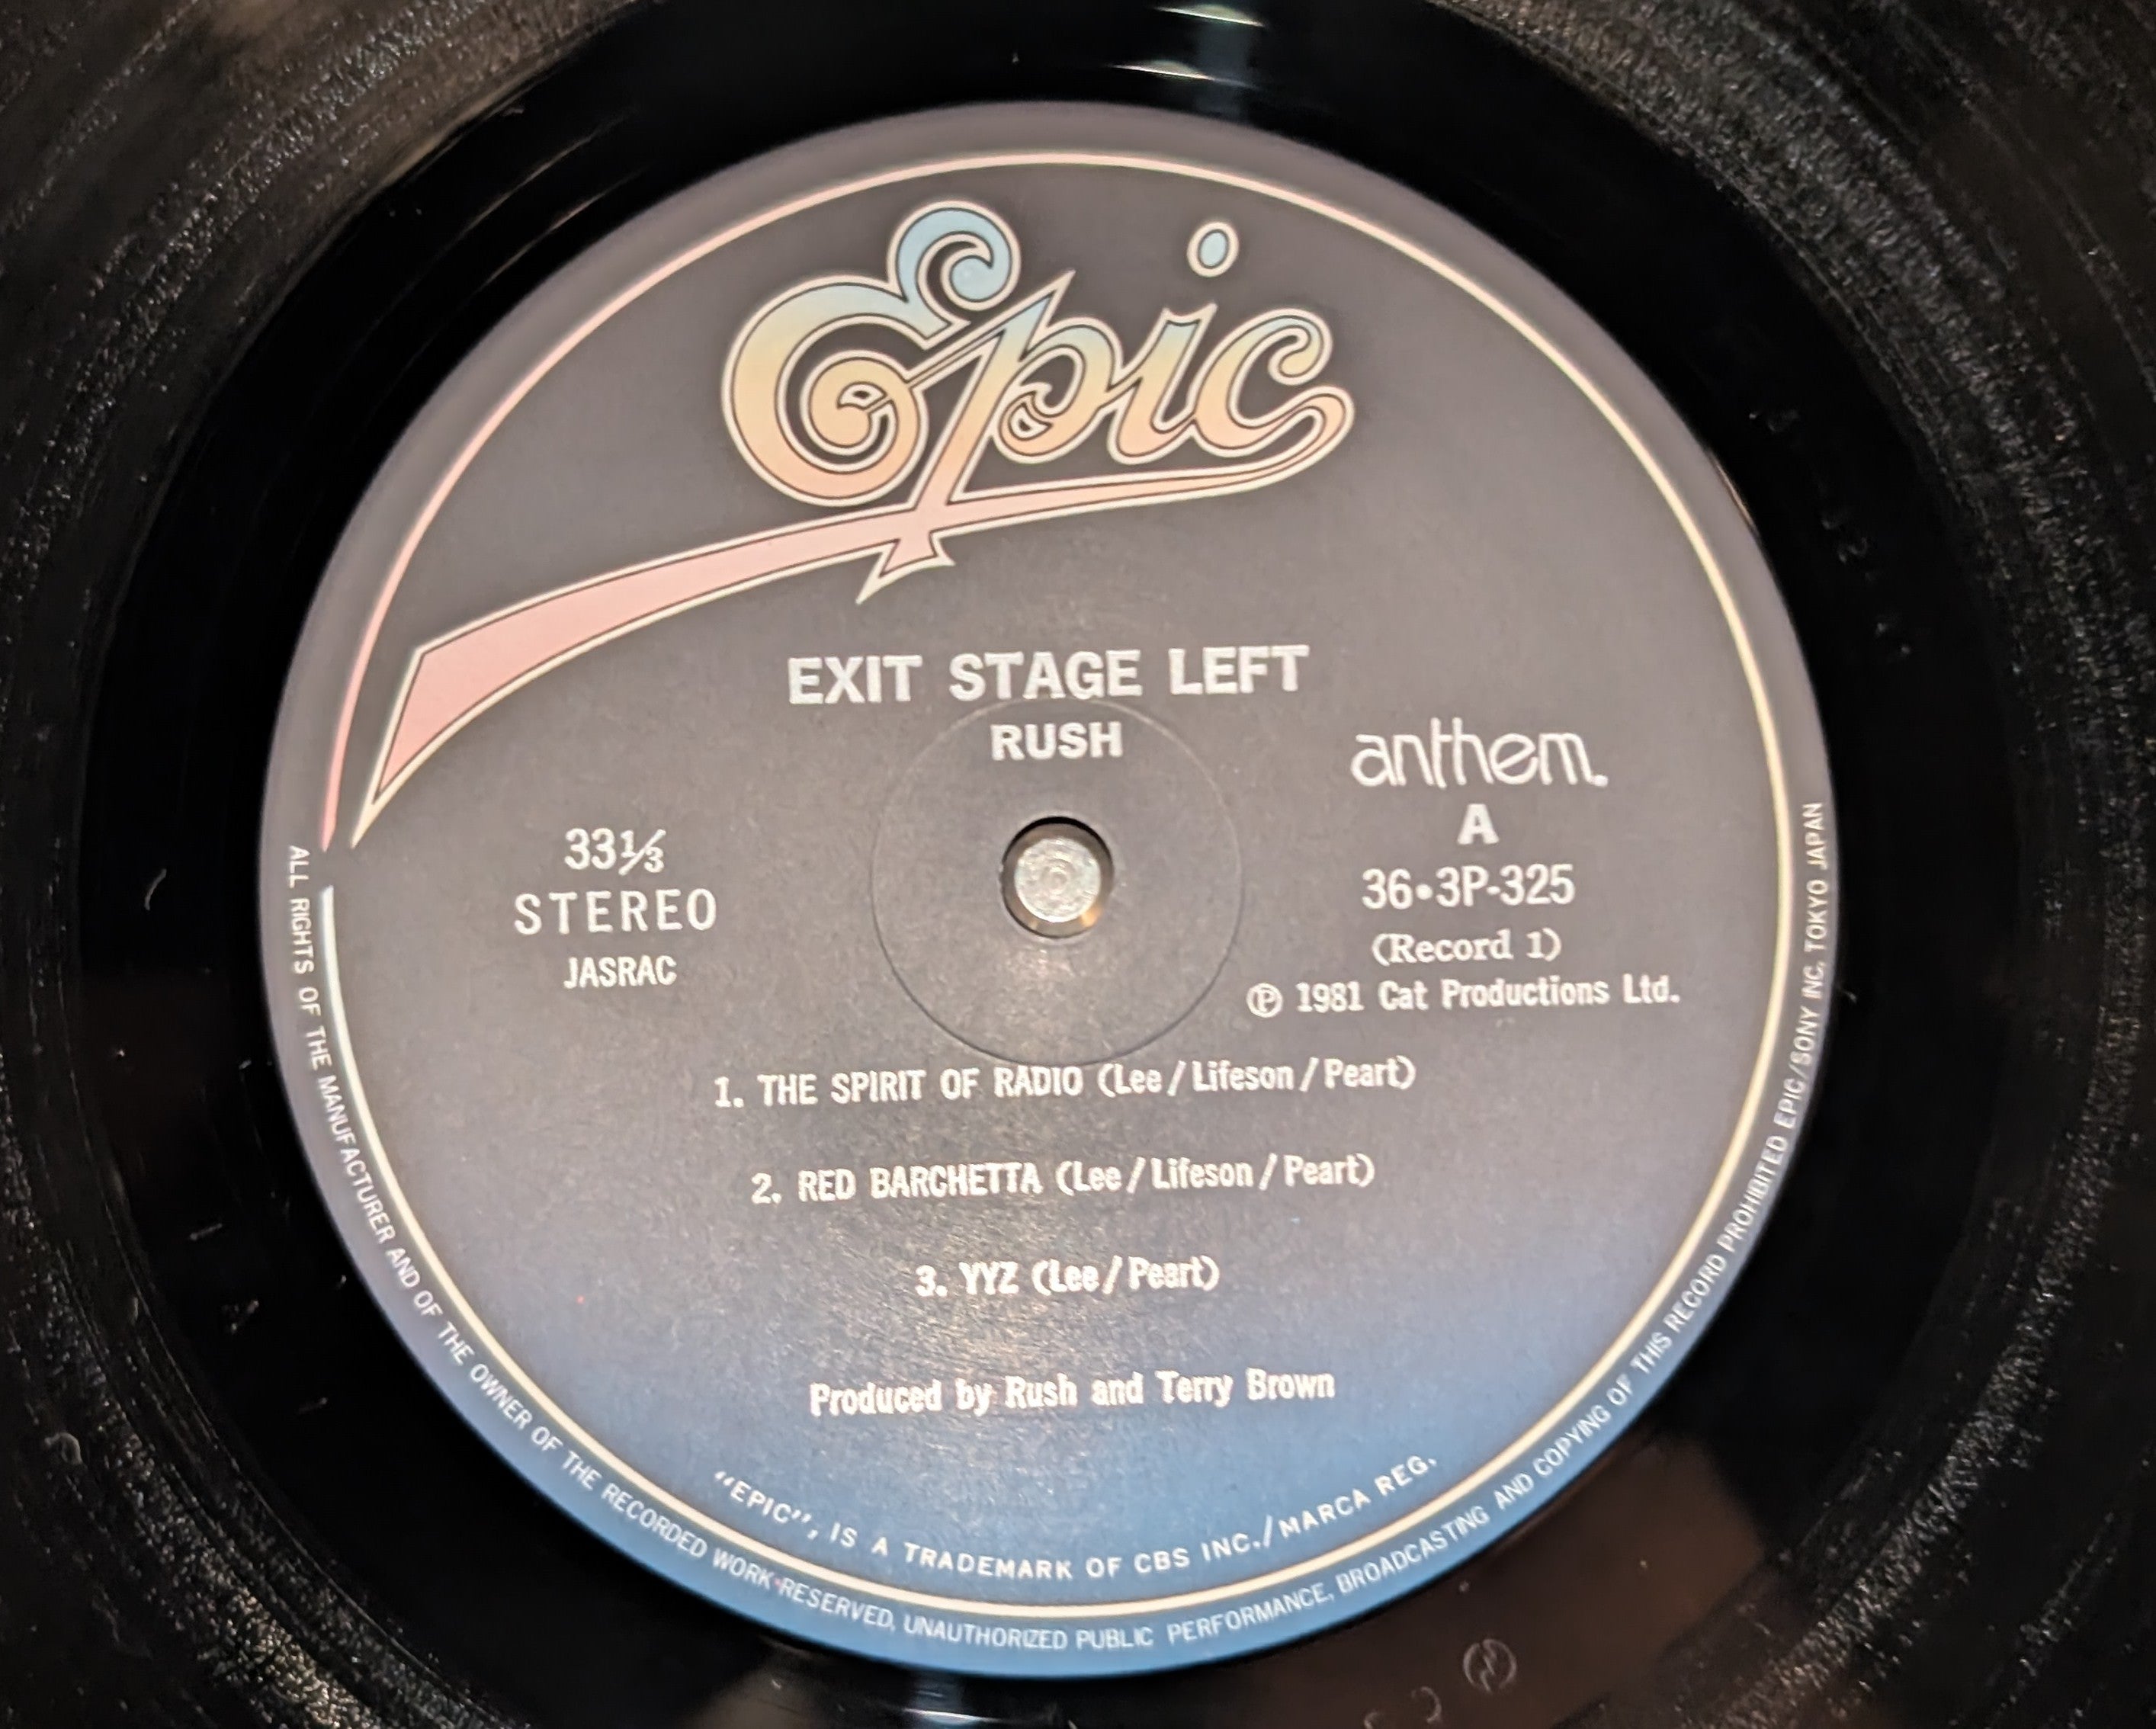 Epic
EXIT STAGE LEFT
RUSH
anthem.
33⅓
STEREO
JASRAC
A
36•3P-325
(Record 1)
Ⓟ 1981 Cat Productions Ltd.
1. THE SPIRIT OF RADIO (Lee/Lifeson/Peart)
2. RED BARCHETTA (Lee/Lifeson/Peart)
3. YYZ (Lee/Peart)
Produced by Rush and Terry Brown
"EPIC", IS A TRADEMARK OF CBS INC./MARCA REG.
ALL RIGHTS OF THE MANUFACTURER AND OF THE OWNER OF THE RECORDED WORK RESERVED, UNAUTHORIZED PUBLIC PERFORMANCE, BROADCASTING AND COPYING OF THIS RECORD PROHIBITED EPIC/SONY INC. TOKYO JAPAN